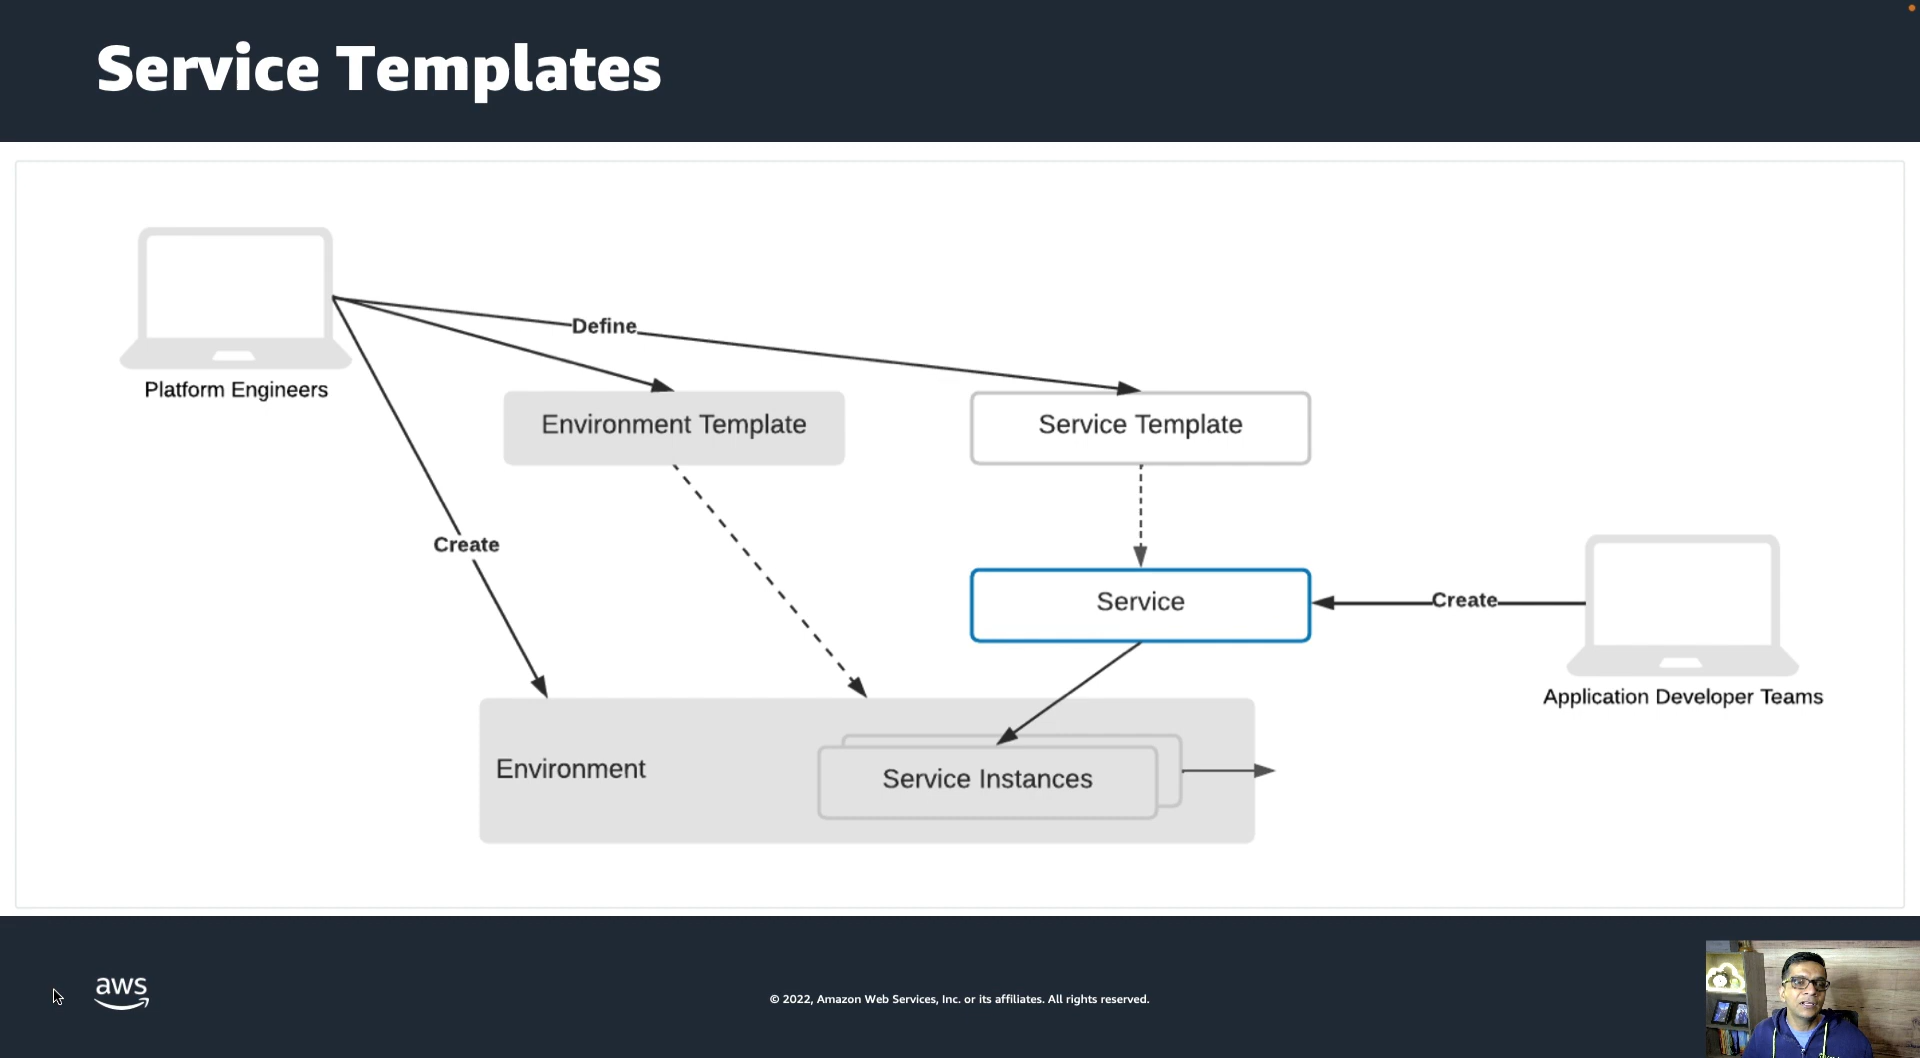 Service Templates
Platform Engineers
Define
Environment Template
Service Template
Create
Service
Create
Application Developer Teams
Environment
Service Instances
aws
© 2022, Amazon Web Services, Inc. or its affiliates. All rights reserved.